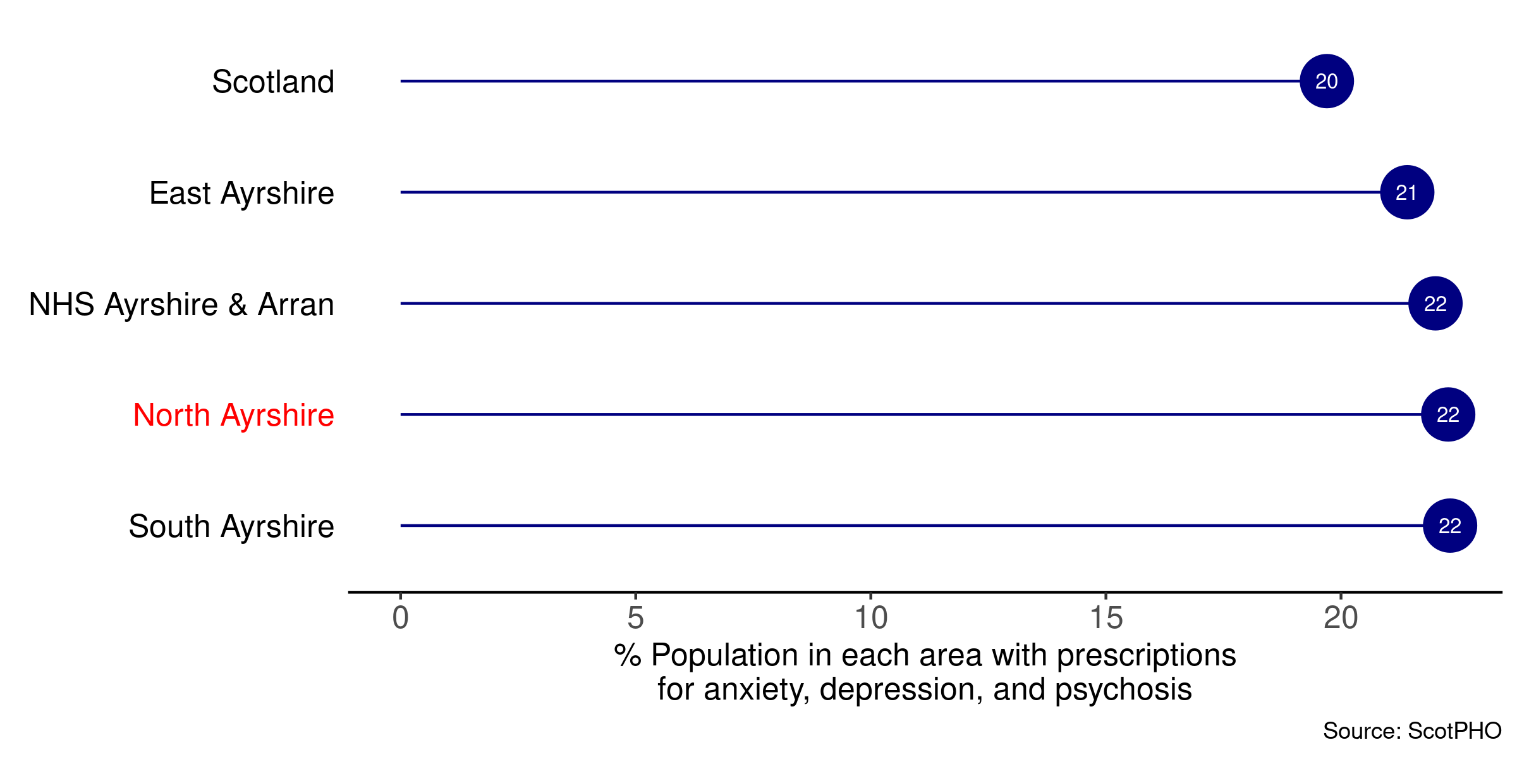 Scotland
20
East Ayrshire
21
NHS Ayrshire & Arran
22
North Ayrshire
22
South Ayrshire
22
0 5 10 15 20
% Population in each area with prescriptions
for anxiety, depression, and psychosis
Source: ScotPHO